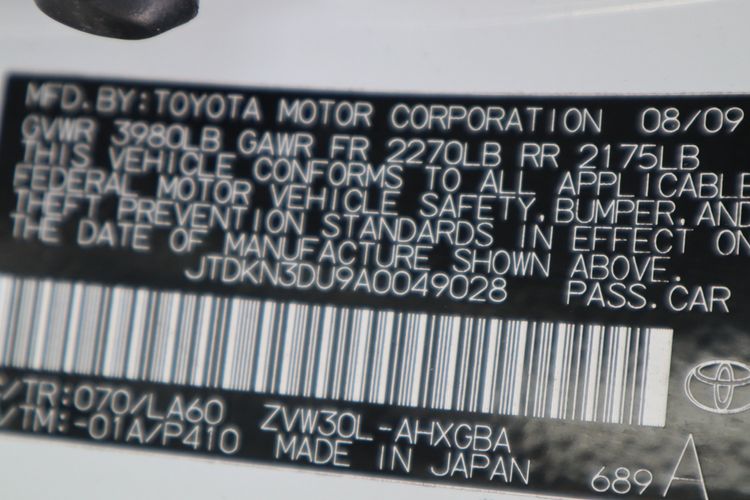 MFD.BY:TOYOTA MOTOR CORPORATION 08/09
GVWR 3980LB GAWR FR 2270LB RR 2175LB
THIS VEHICLE CONFORMS TO ALL APPLICABLE
FEDERAL MOTOR VEHICLE SAFETY,BUMPER,AND
THEFT PREVENTION STANDARDS IN EFFECT ON
THE DATE OF MANUFACTURE SHOWN ABOVE.
JTDKN3DU9A0049028 PASS.CAR
/TR:070/LA60 ZVW30L-AHXGBA
/TM:-01A/P410 MADE IN JAPAN 689 A